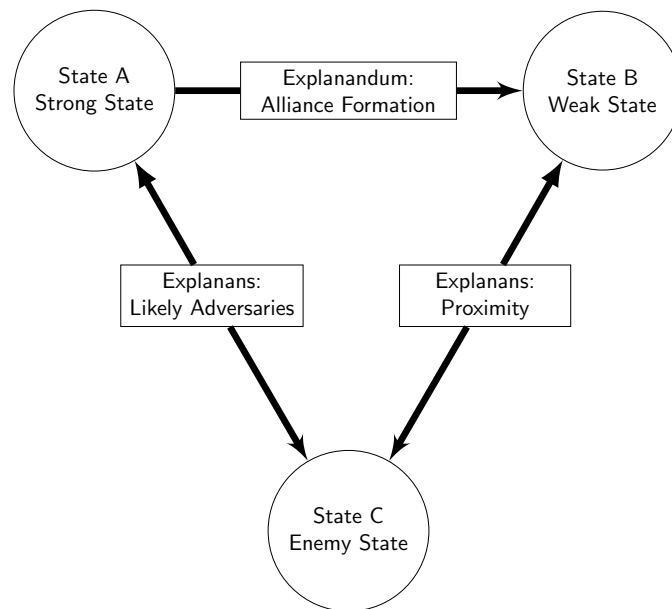 State A
Strong State
Explanandum:
Alliance Formation
State B
Weak State
Explanans:
Likely Adversaries
Explanans:
Proximity
State C
Enemy State